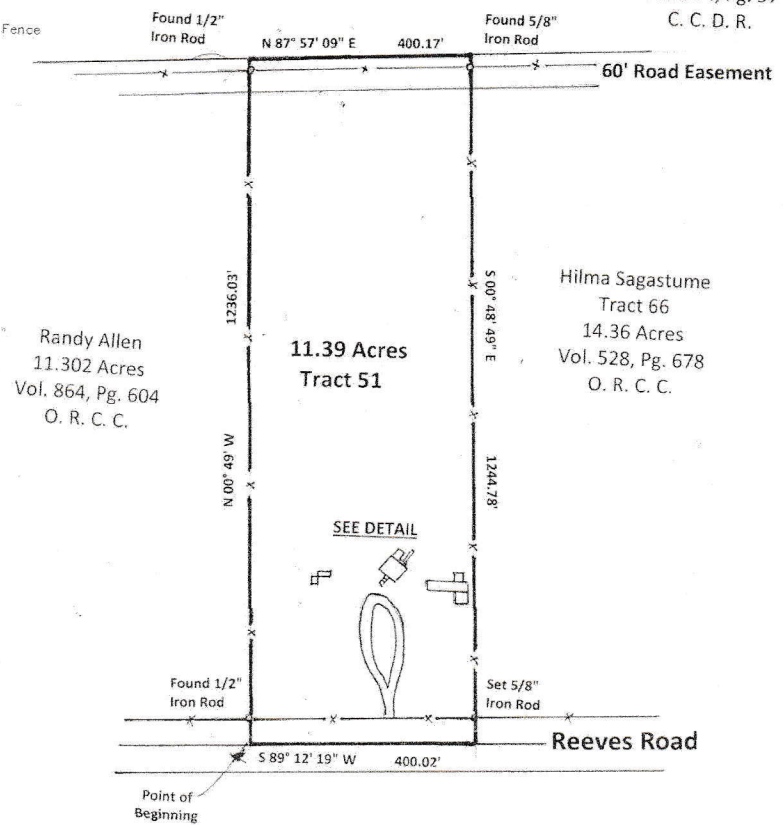 C. C. D. R.
Fence
Found 1/2"
Iron Rod
N 87° 57' 09" E 400.17'
Found 5/8"
Iron Rod
60' Road Easement
1236.03'
N 00° 49' W
S 00° 48' 49" E
1244.78'
Randy Allen
11.302 Acres
Vol. 864, Pg. 604
O. R. C. C.
11.39 Acres
Tract 51
Hilma Sagastume
Tract 66
14.36 Acres
Vol. 528, Pg. 678
O. R. C. C.
SEE DETAIL
Found 1/2"
Iron Rod
Set 5/8"
Iron Rod
Reeves Road
S 89° 12' 19" W 400.02'
Point of
Beginning